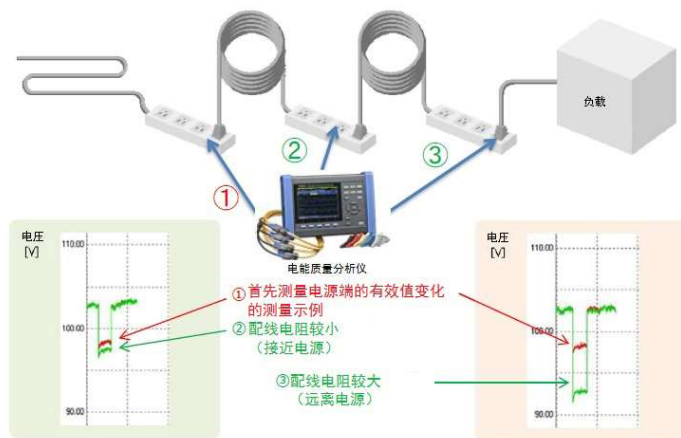 负载
②
③
①
电能质量分析仪
电压
[V]
110.00
100.00
90.00
①首先测量电源端的有效值变化
的测量示例
②配线电阻较小
（接近电源）
③配线电阻较大
（远离电源）
电压
[V]
110.00
100.00
90.00